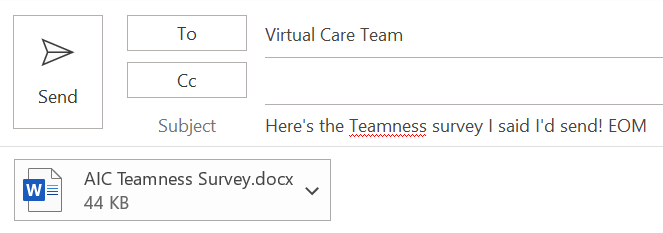 To
Virtual Care Team
Send
Cc
Subject
Here's the Teamness survey I said I'd send! EOM
W
AIC Teamness Survey.docx
44 KB